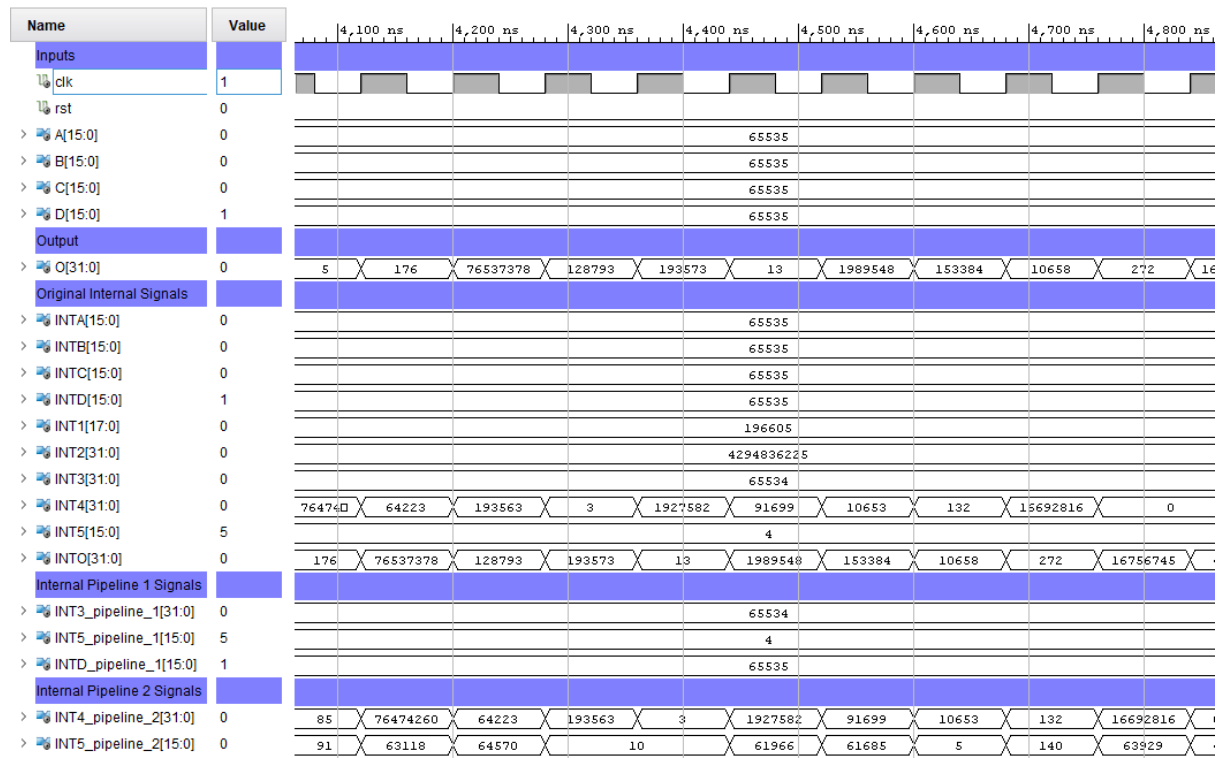 Name Value 4,100 ns 4,200 ns 4,300 ns 4,400 ns 4,500 ns 4,600 ns 4,700 ns 4,800 ns
Inputs
clk 1
rst 0
A[15:0] 0 65535
B[15:0] 0 65535
C[15:0] 0 65535
D[15:0] 1 65535
Output
O[31:0] 0 5 176 76537378 128793 193573 13 1989548 153384 10658 272 16
Original Internal Signals
INTA[15:0] 0 65535
INTB[15:0] 0 65535
INTC[15:0] 0 65535
INTD[15:0] 1 65535
INT1[17:0] 0 196605
INT2[31:0] 0 4294836225
INT3[31:0] 0 65534
INT4[31:0] 0 76474 64223 193563 3 1927582 91699 10653 132 16692816 0
INT5[15:0] 5 4
INTO[31:0] 0 176 76537378 128793 193573 13 1989548 153384 10658 272 16756745
Internal Pipeline 1 Signals
INT3_pipeline_1[31:0] 0 65534
INT5_pipeline_1[15:0] 5 4
INTD_pipeline_1[15:0] 1 65535
Internal Pipeline 2 Signals
INT4_pipeline_2[31:0] 0 85 76474260 64223 193563 3 1927582 91699 10653 132 16692816
INT5_pipeline_2[15:0] 0 91 63118 64570 10 61966 61685 5 140 63929